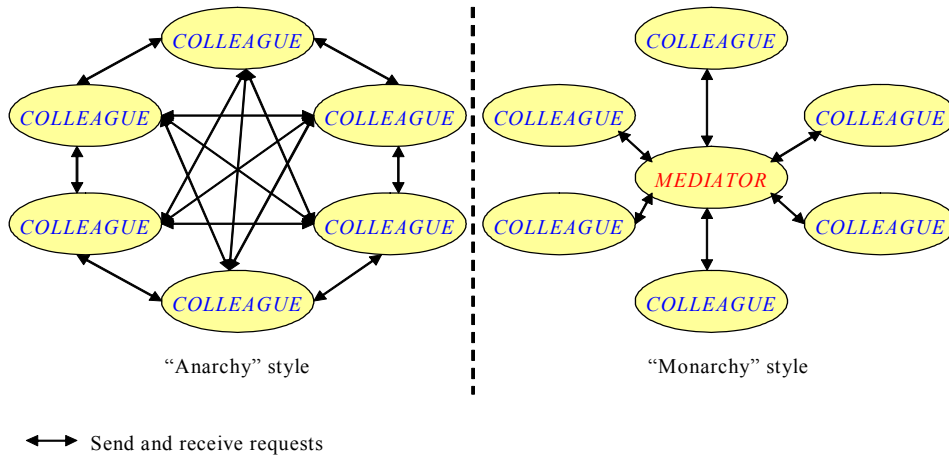 COLLEAGUE
COLLEAGUE
COLLEAGUE
COLLEAGUE
COLLEAGUE
COLLEAGUE
“Anarchy” style
COLLEAGUE
COLLEAGUE
COLLEAGUE
MEDIATOR
COLLEAGUE
COLLEAGUE
COLLEAGUE
“Monarchy” style
Send and receive requests